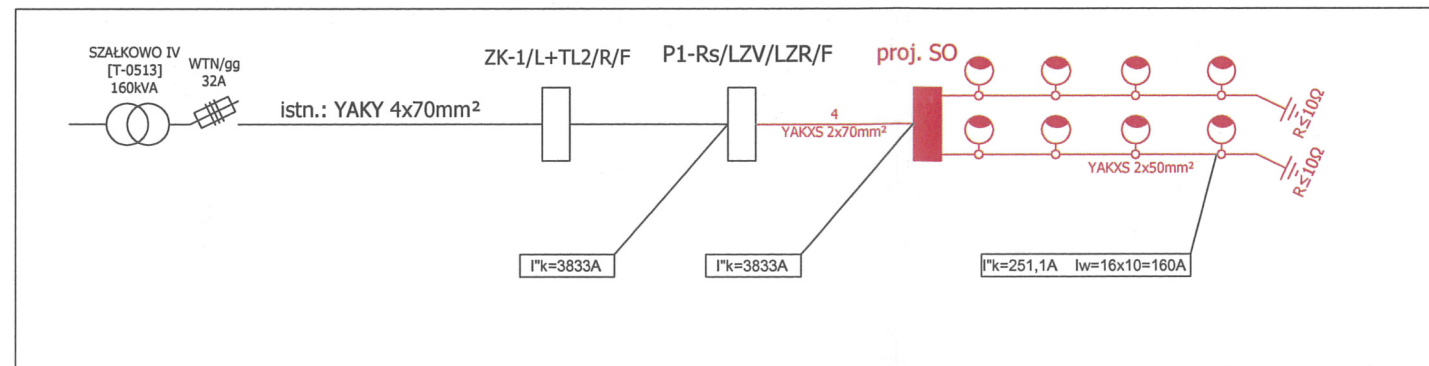 SZAŁKOWO IV
[T-0513]
160kVA
WTN/gg
32A
istn.: YAKY 4x70mm²
ZK-1/L+TL2/R/F
P1-Rs/LZV/LZR/F
proj. SO
4
YAKXS 2x70mm²
YAKXS 2x50mm²
R≤10Ω
R≤10Ω
I"k=3833A
I"k=3833A
I"k=251,1A Iw=16x10=160A